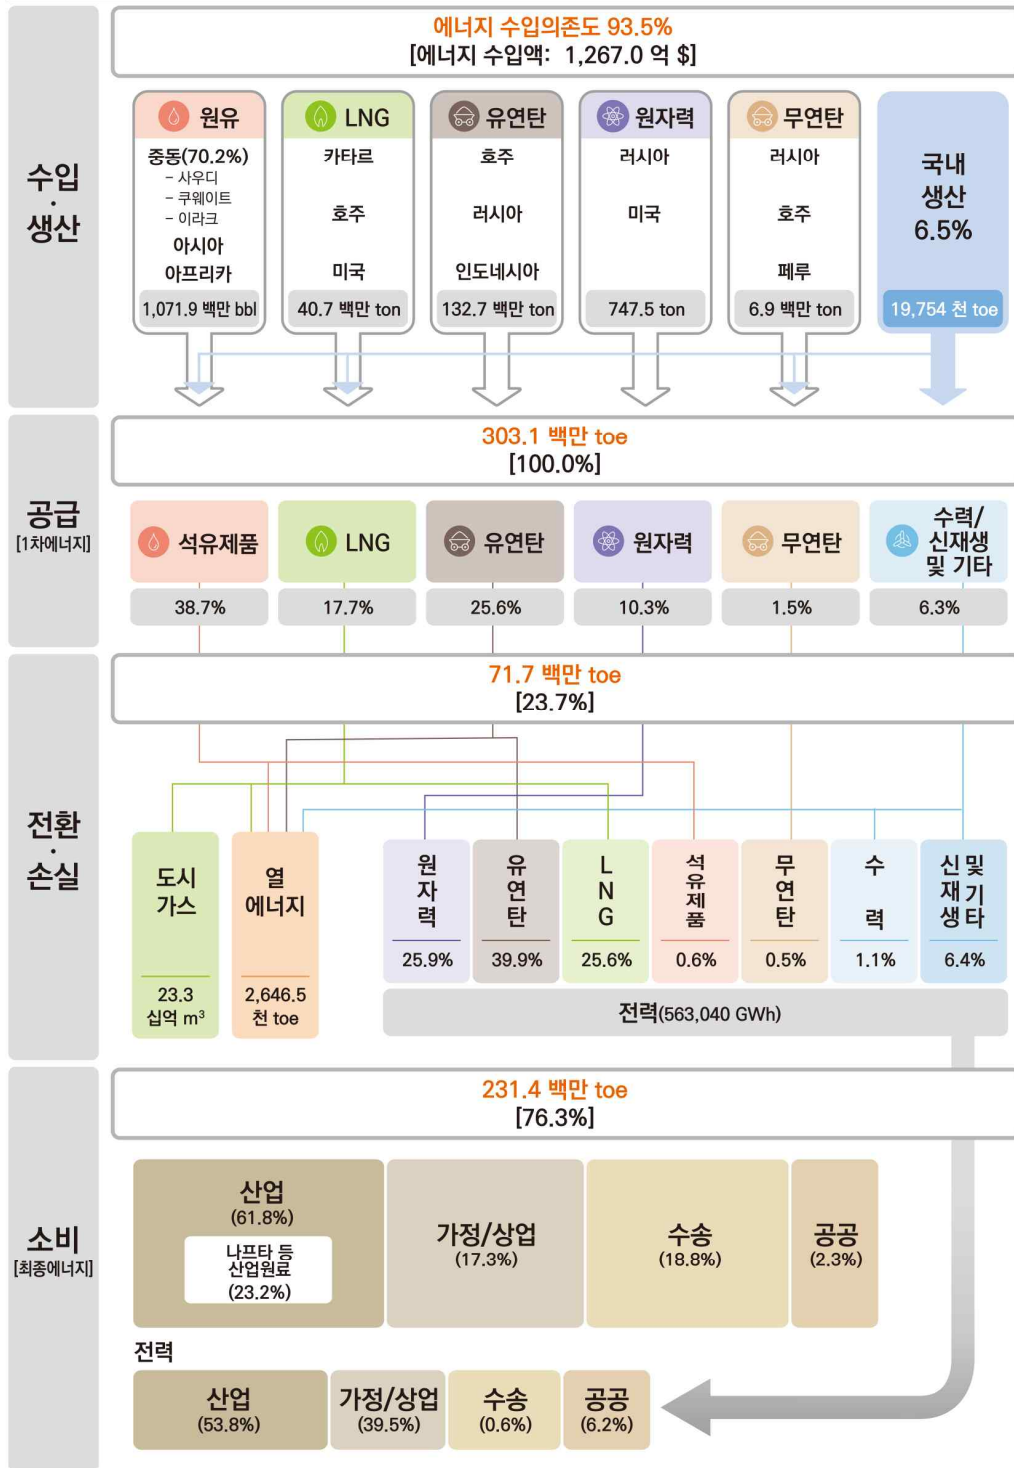 에너지 수입의존도 93.5%
[에너지 수입액: 1,267.0 억 $]
수입
·
생산
원유
중동(70.2%)
- 사우디
- 쿠웨이트
- 이라크
아시아
아프리카
1,071.9 백만 bbl
LNG
카타르
호주
미국
40.7 백만 ton
유연탄
호주
러시아
인도네시아
132.7 백만 ton
원자력
러시아
미국
747.5 ton
무연탄
러시아
호주
페루
6.9 백만 ton
국내
생산
6.5%
19,754 천 toe
공급
[1차에너지]
303.1 백만 toe
[100.0%]
석유제품
38.7%
LNG
17.7%
유연탄
25.6%
원자력
10.3%
무연탄
1.5%
수력/
신재생
및 기타
6.3%
전환
·
손실
71.7 백만 toe
[23.7%]
도시
가스
23.3
십억 m³
열
에너지
2,646.5
천 toe
원자력
25.9%
유연탄
39.9%
LNG
25.6%
석유제품
0.6%
무연탄
0.5%
수력
1.1%
신재생
및기타
6.4%
전력(563,040 GWh)
소비
[최종에너지]
231.4 백만 toe
[76.3%]
산업
(61.8%)
나프타 등
산업원료
(23.2%)
가정/상업
(17.3%)
수송
(18.8%)
공공
(2.3%)
전력
산업
(53.8%)
가정/상업
(39.5%)
수송
(0.6%)
공공
(6.2%)